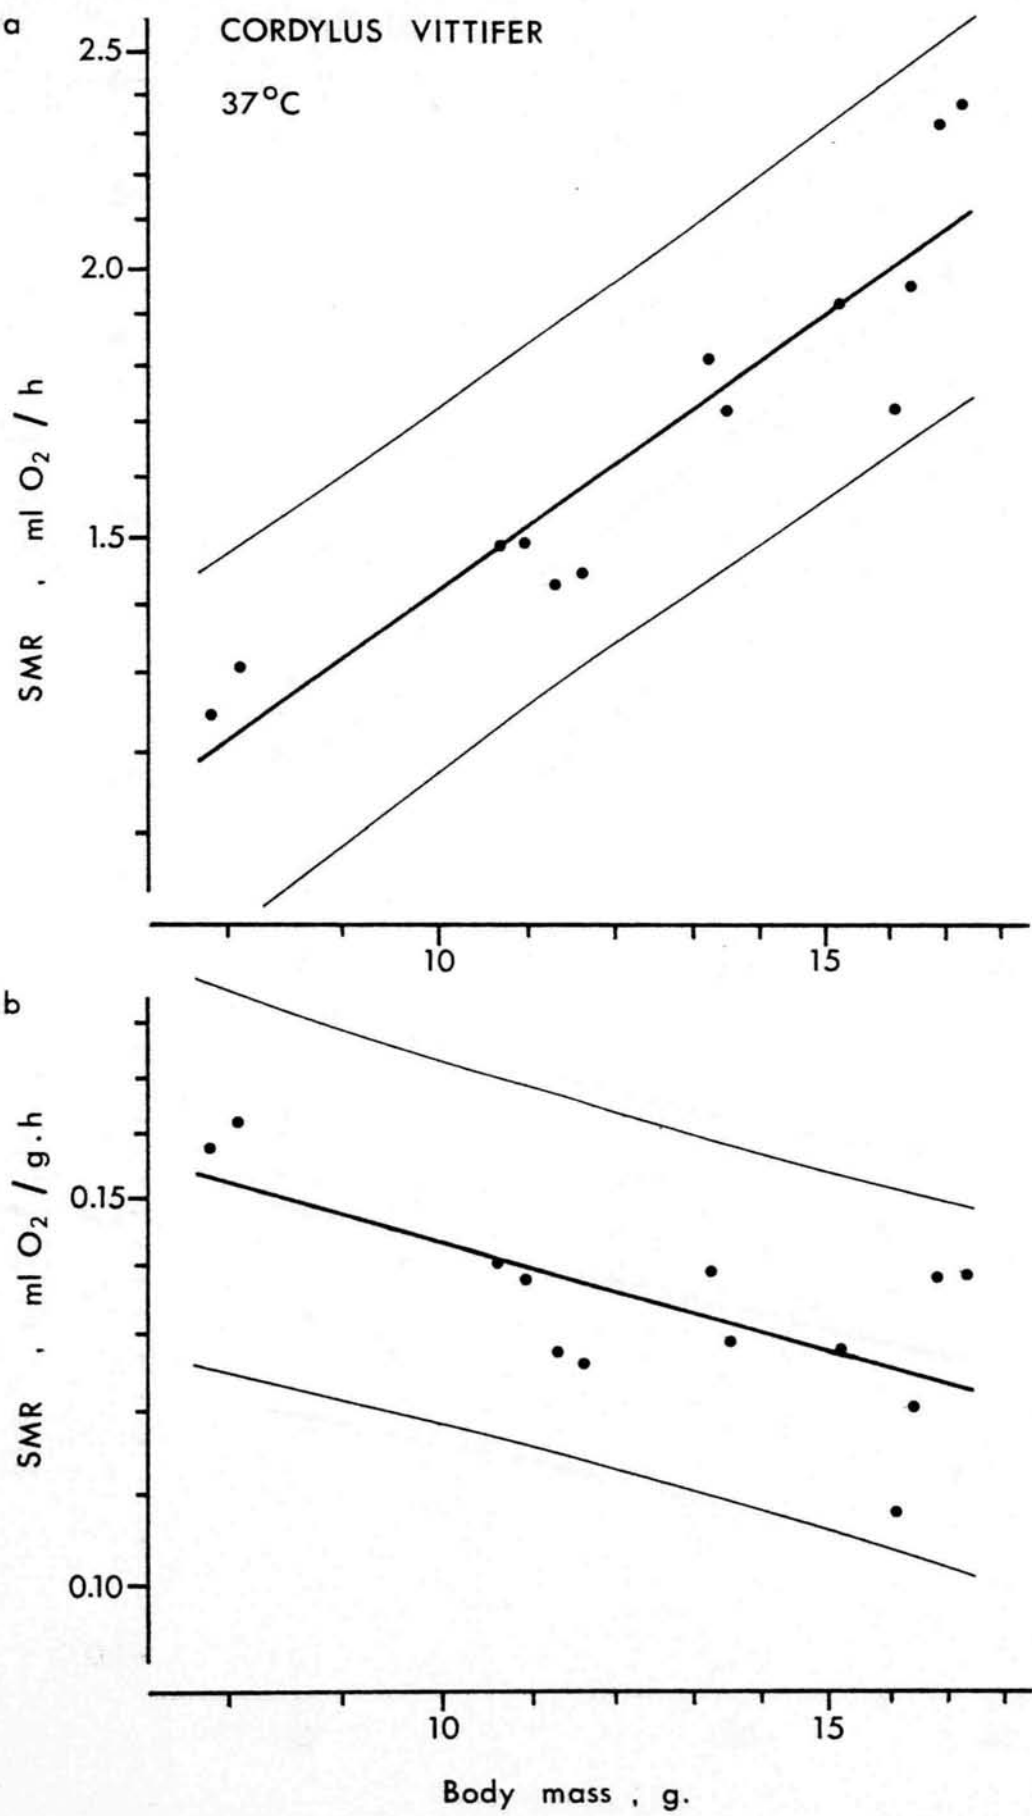 a
CORDYLUS VITTIFER
37°C
2.5
2.0
1.5
SMR , ml O₂ / h
10
15
b
0.15
0.10
SMR , ml O₂ / g.h
10
15
Body mass , g.